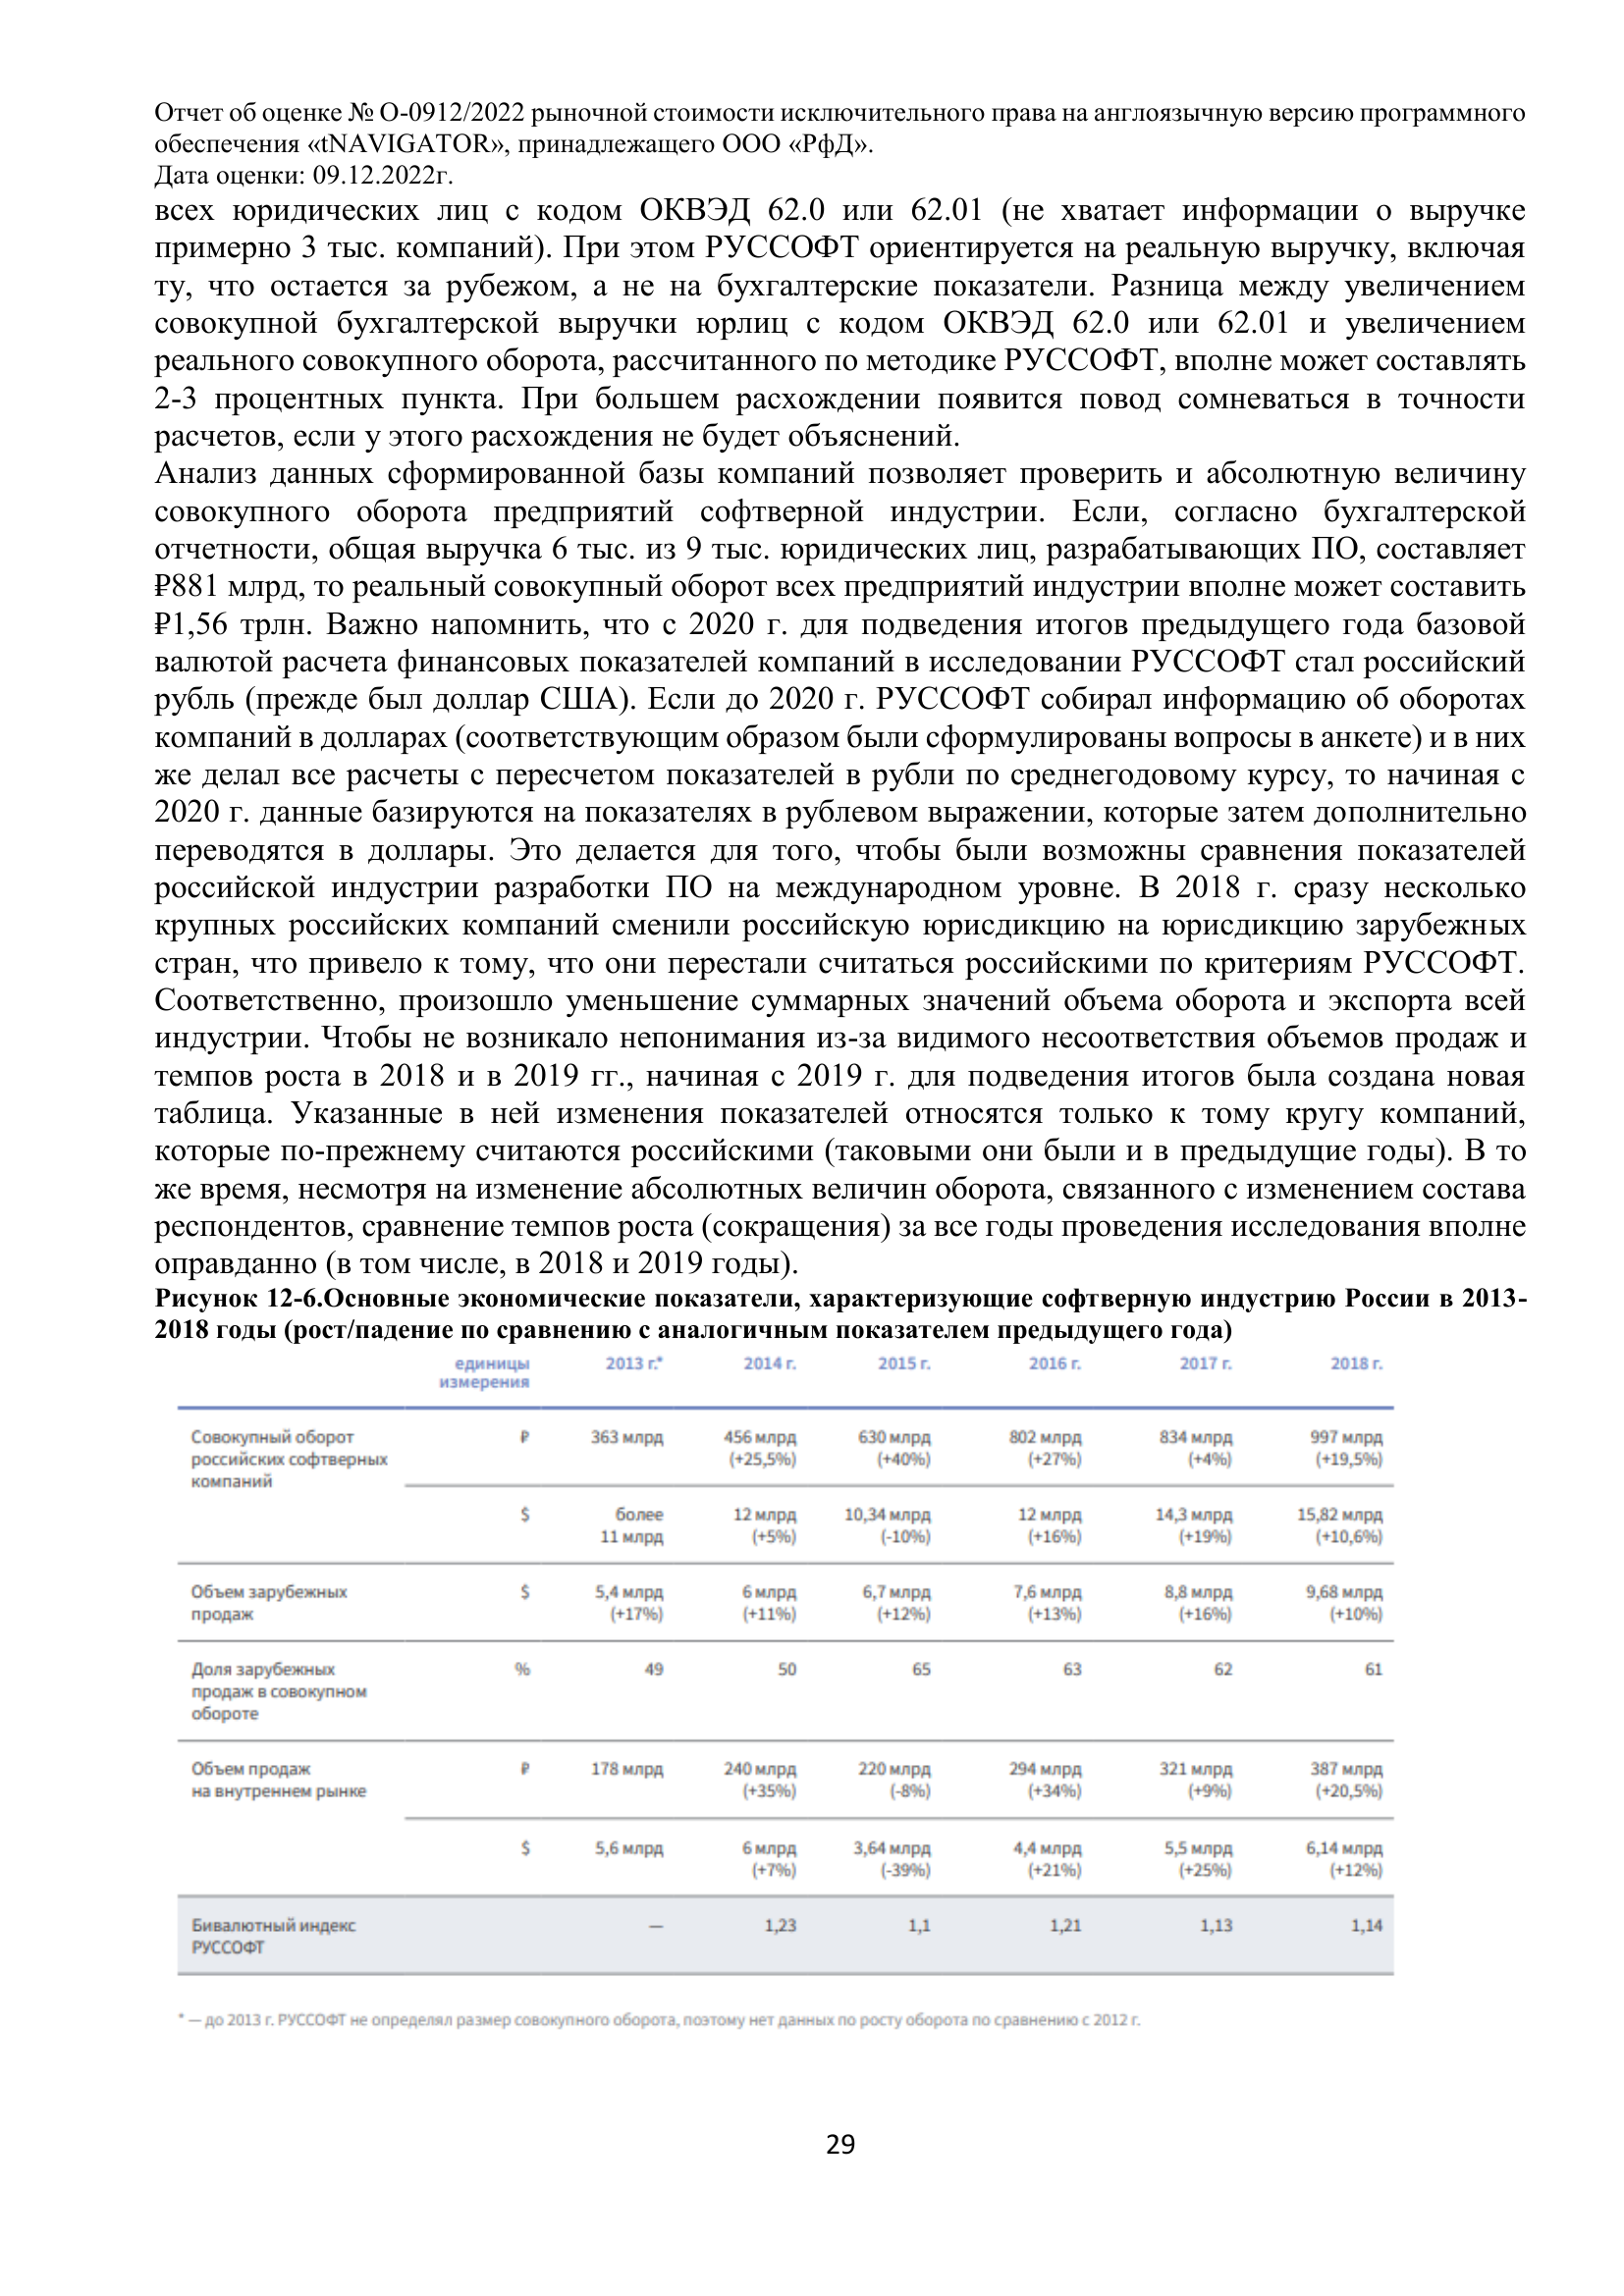 Отчет об оценке № О-0912/2022 рыночной стоимости исключительного права на англоязычную версию программного
обеспечения «tNAVIGATOR», принадлежащего ООО «РфД».
Дата оценки: 09.12.2022г.
всех юридических лиц с кодом ОКВЭД 62.0 или 62.01 (не хватает информации о выручке
примерно 3 тыс. компаний). При этом РУССОФТ ориентируется на реальную выручку, включая
ту, что остается за рубежом, а не на бухгалтерские показатели. Разница между увеличением
совокупной бухгалтерской выручки юрлиц с кодом ОКВЭД 62.0 или 62.01 и увеличением
реального совокупного оборота, рассчитанного по методике РУССОФТ, вполне может составлять
2-3 процентных пункта. При большем расхождении появится повод сомневаться в точности
расчетов, если у этого расхождения не будет объяснений.
Анализ данных сформированной базы компаний позволяет проверить и абсолютную величину
совокупного оборота предприятий софтверной индустрии. Если, согласно бухгалтерской
отчетности, общая выручка 6 тыс. из 9 тыс. юридических лиц, разрабатывающих ПО, составляет
₽881 млрд, то реальный совокупный оборот всех предприятий индустрии вполне может составить
₽1,56 трлн. Важно напомнить, что с 2020 г. для подведения итогов предыдущего года базовой
валютой расчета финансовых показателей компаний в исследовании РУССОФТ стал российский
рубль (прежде был доллар США). Если до 2020 г. РУССОФТ собирал информацию об оборотах
компаний в долларах (соответствующим образом были сформулированы вопросы в анкете) и в них
же делал все расчеты с пересчетом показателей в рубли по среднегодовому курсу, то начиная с
2020 г. данные базируются на показателях в рублевом выражении, которые затем дополнительно
переводятся в доллары. Это делается для того, чтобы были возможны сравнения показателей
российской индустрии разработки ПО на международном уровне. В 2018 г. сразу несколько
крупных российских компаний сменили российскую юрисдикцию на юрисдикцию зарубежных
стран, что привело к тому, что они перестали считаться российскими по критериям РУССОФТ.
Соответственно, произошло уменьшение суммарных значений объема оборота и экспорта всей
индустрии. Чтобы не возникало непонимания из-за видимого несоответствия объемов продаж и
темпов роста в 2018 и в 2019 гг., начиная с 2019 г. для подведения итогов была создана новая
таблица. Указанные в ней изменения показателей относятся только к тому кругу компаний,
которые по-прежнему считаются российскими (таковыми они были и в предыдущие годы). В то
же время, несмотря на изменение абсолютных величин оборота, связанного с изменением состава
респондентов, сравнение темпов роста (сокращения) за все годы проведения исследования вполне
оправданно (в том числе, в 2018 и 2019 годы).
Рисунок 12-6.Основные экономические показатели, характеризующие софтверную индустрию России в 2013-
2018 годы (рост/падение по сравнению с аналогичным показателем предыдущего года)
единицы 2013 г.* 2014 г. 2015 г. 2016 г. 2017 г. 2018 г.
измерения
Совокупный оборот ₽ 363 млрд 456 млрд 630 млрд 802 млрд 834 млрд 997 млрд
российских софтверных (+25,5%) (+40%) (+27%) (+4%) (+19,5%)
компаний
$ более 12 млрд 10,34 млрд 12 млрд 14,3 млрд 15,82 млрд
11 млрд (+5%) (-10%) (+16%) (+19%) (+10,6%)
Объем зарубежных $ 5,4 млрд 6 млрд 6,7 млрд 7,6 млрд 8,8 млрд 9,68 млрд
продаж (+17%) (+11%) (+12%) (+13%) (+16%) (+10%)
Доля зарубежных % 49 50 65 63 62 61
продаж в совокупном
обороте
Объем продаж ₽ 178 млрд 240 млрд 220 млрд 294 млрд 321 млрд 387 млрд
на внутреннем рынке (+35%) (-8%) (+34%) (+9%) (+20,5%)
$ 5,6 млрд 6 млрд 3,64 млрд 4,4 млрд 5,5 млрд 6,14 млрд
(+7%) (-39%) (+21%) (+25%) (+12%)
Бивалютный индекс — 1,23 1,1 1,21 1,13 1,14
РУССОФТ
* — до 2013 г. РУССОФТ не определял размер совокупного оборота, поэтому нет данных по росту оборота по сравнению с 2012 г.
29